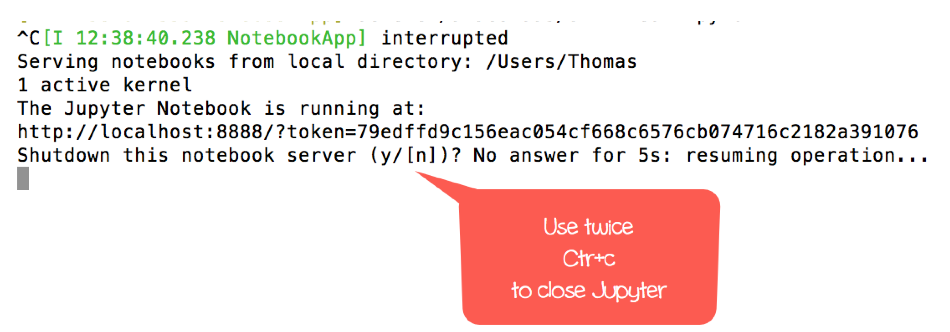 ^C[I 12:38:40.238 NotebookApp] interrupted
Serving notebooks from local directory: /Users/Thomas
1 active kernel
The Jupyter Notebook is running at:
http://localhost:8888/?token=79edffd9c156eac054cf668c6576cb074716c2182a391076
Shutdown this notebook server (y/[n])? No answer for 5s: resuming operation...
Use twice
Ctr+c
to close Jupyter